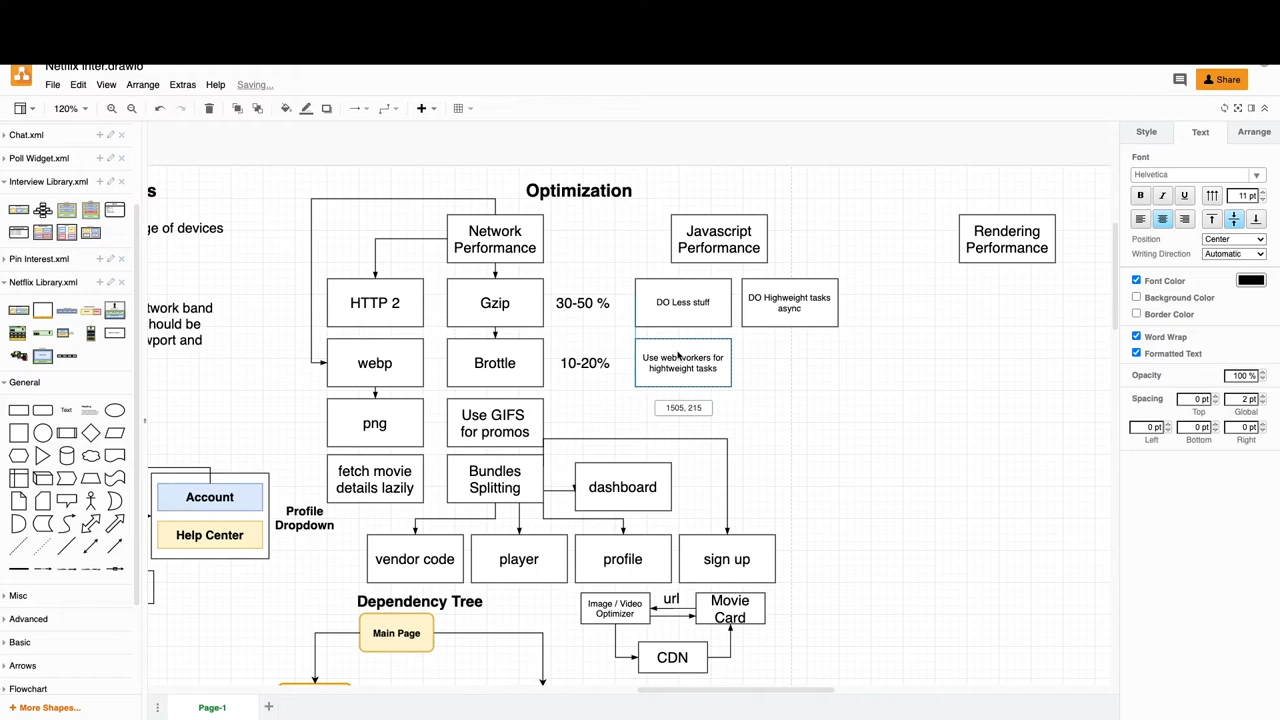 Netflix Inter.drawio
File Edit View Arrange Extras Help Saving...
Share
120%
Chat.xml
Poll Widget.xml
Interview Library.xml
Pin Interest.xml
Netflix Library.xml
General
Text
Heading
Misc
Advanced
Basic
Arrows
Flowchart
+ More Shapes...
Page-1
s
ge of devices
twork band
should be
wport and
Account
Help Center
Profile
Dropdown
Optimization
Network
Performance
Javascript
Performance
Rendering
Performance
HTTP 2
Gzip
30-50 %
DO Less stuff
DO Highweight tasks
async
webp
Brottle
10-20%
Use web workers for
hightweight tasks
1505, 215
png
Use GIFS
for promos
fetch movie
details lazily
Bundles
Splitting
dashboard
vendor code
player
profile
sign up
Dependency Tree
Main Page
Image / Video
Optimizer
url
Movie
Card
CDN
Style Text Arrange
Font
Helvetica
B I U 11 pt
Position Center
Writing Direction Automatic
Font Color
Background Color
Border Color
Word Wrap
Formatted Text
Opacity 100 %
Spacing 0 pt 2 pt
Top Global
0 pt 0 pt 0 pt
Left Bottom Right